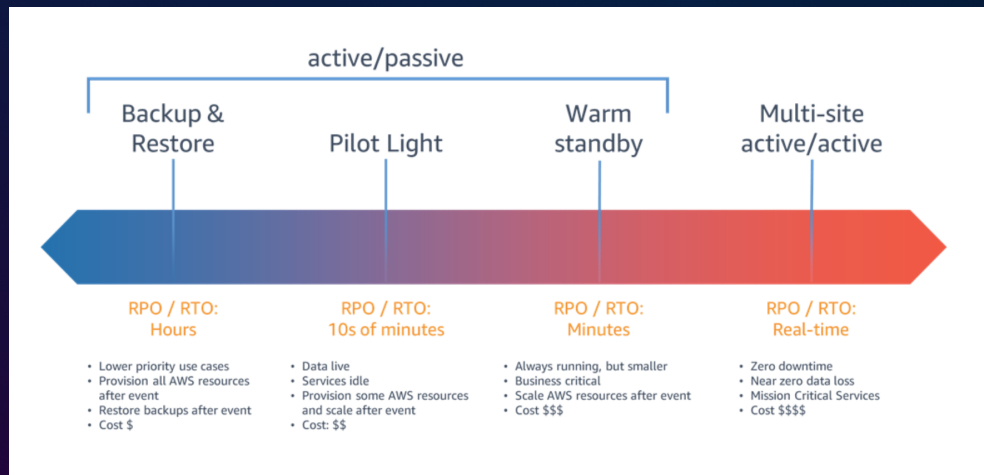 active/passive
Backup &
Restore
Pilot Light
Warm
standby
Multi-site
active/active
RPO / RTO:
Hours
RPO / RTO:
10s of minutes
RPO / RTO:
Minutes
RPO / RTO:
Real-time
• Lower priority use cases
• Provision all AWS resources
after event
• Restore backups after event
• Cost $
• Data live
• Services idle
• Provision some AWS resources
and scale after event
• Cost: $$
• Always running, but smaller
• Business critical
• Scale AWS resources after event
• Cost $$$
• Zero downtime
• Near zero data loss
• Mission Critical Services
• Cost $$$$